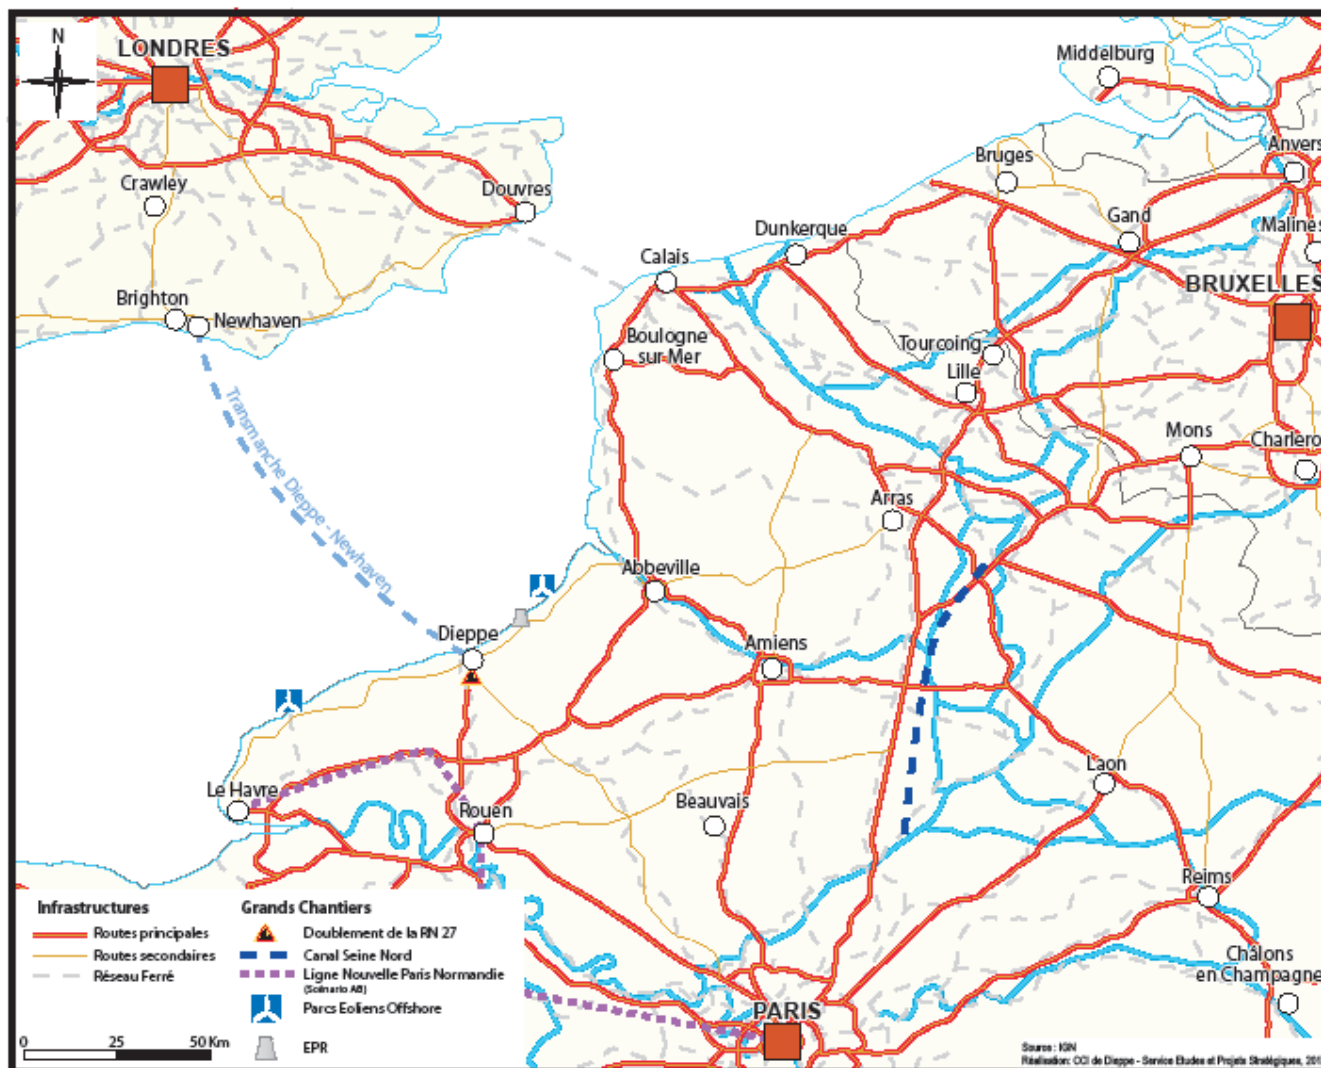 N
LONDRES
Middelburg
Crawley
Douvres
Bruges
Anvers
Gand
Dunkerque
Malines
Calais
BRUXELLES
Brighton
Newhaven
Boulogne
sur Mer
Tourcoing
Lille
Transmanche Dieppe - Newhaven
Mons
Charlero
Arras
Abbeville
Dieppe
Amiens
Le Havre
Rouen
Beauvais
Laon
Reims
Châlons
en Champagne
PARIS
Infrastructures
Routes principales
Routes secondaires
Réseau Ferré
0 25 50 Km
Grands Chantiers
Doublement de la RN 27
Canal Seine Nord
Ligne Nouvelle Paris Normandie
(Scénario AB)
Parcs Eoliens Offshore
EPR
Source : IGN
Réalisation: CCI de Dieppe - Service Etudes et Projets Stratégiques, 201